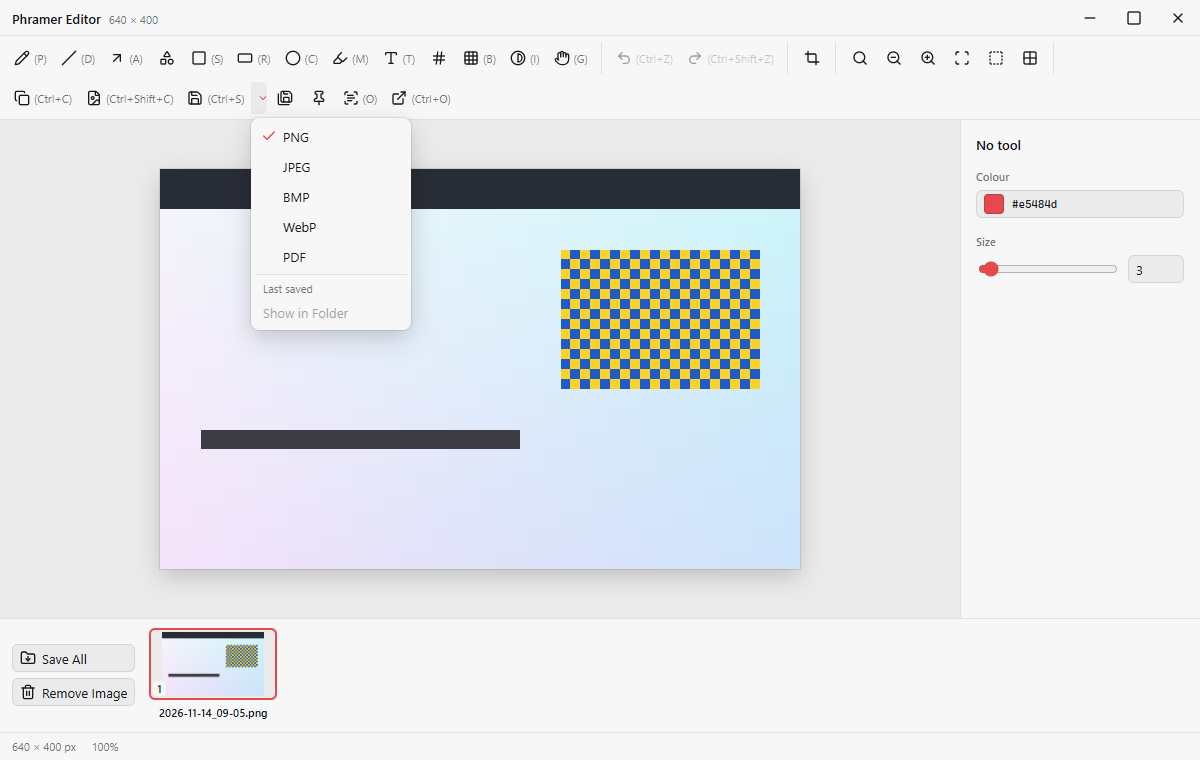 Phramer Editor 640 × 400
(P) (D) (A) (S) (R) (C) (M) (T) (B) (I) (G) (Ctrl+Z) (Ctrl+Shift+Z)
(Ctrl+C) (Ctrl+Shift+C) (Ctrl+S) (O) (Ctrl+O)
PNG
JPEG
BMP
WebP
PDF
Last saved
Show in Folder
No tool
Colour
#e5484d
Size
3
Save All
Remove Image
1
2026-11-14_09-05.png
640 × 400 px 100%